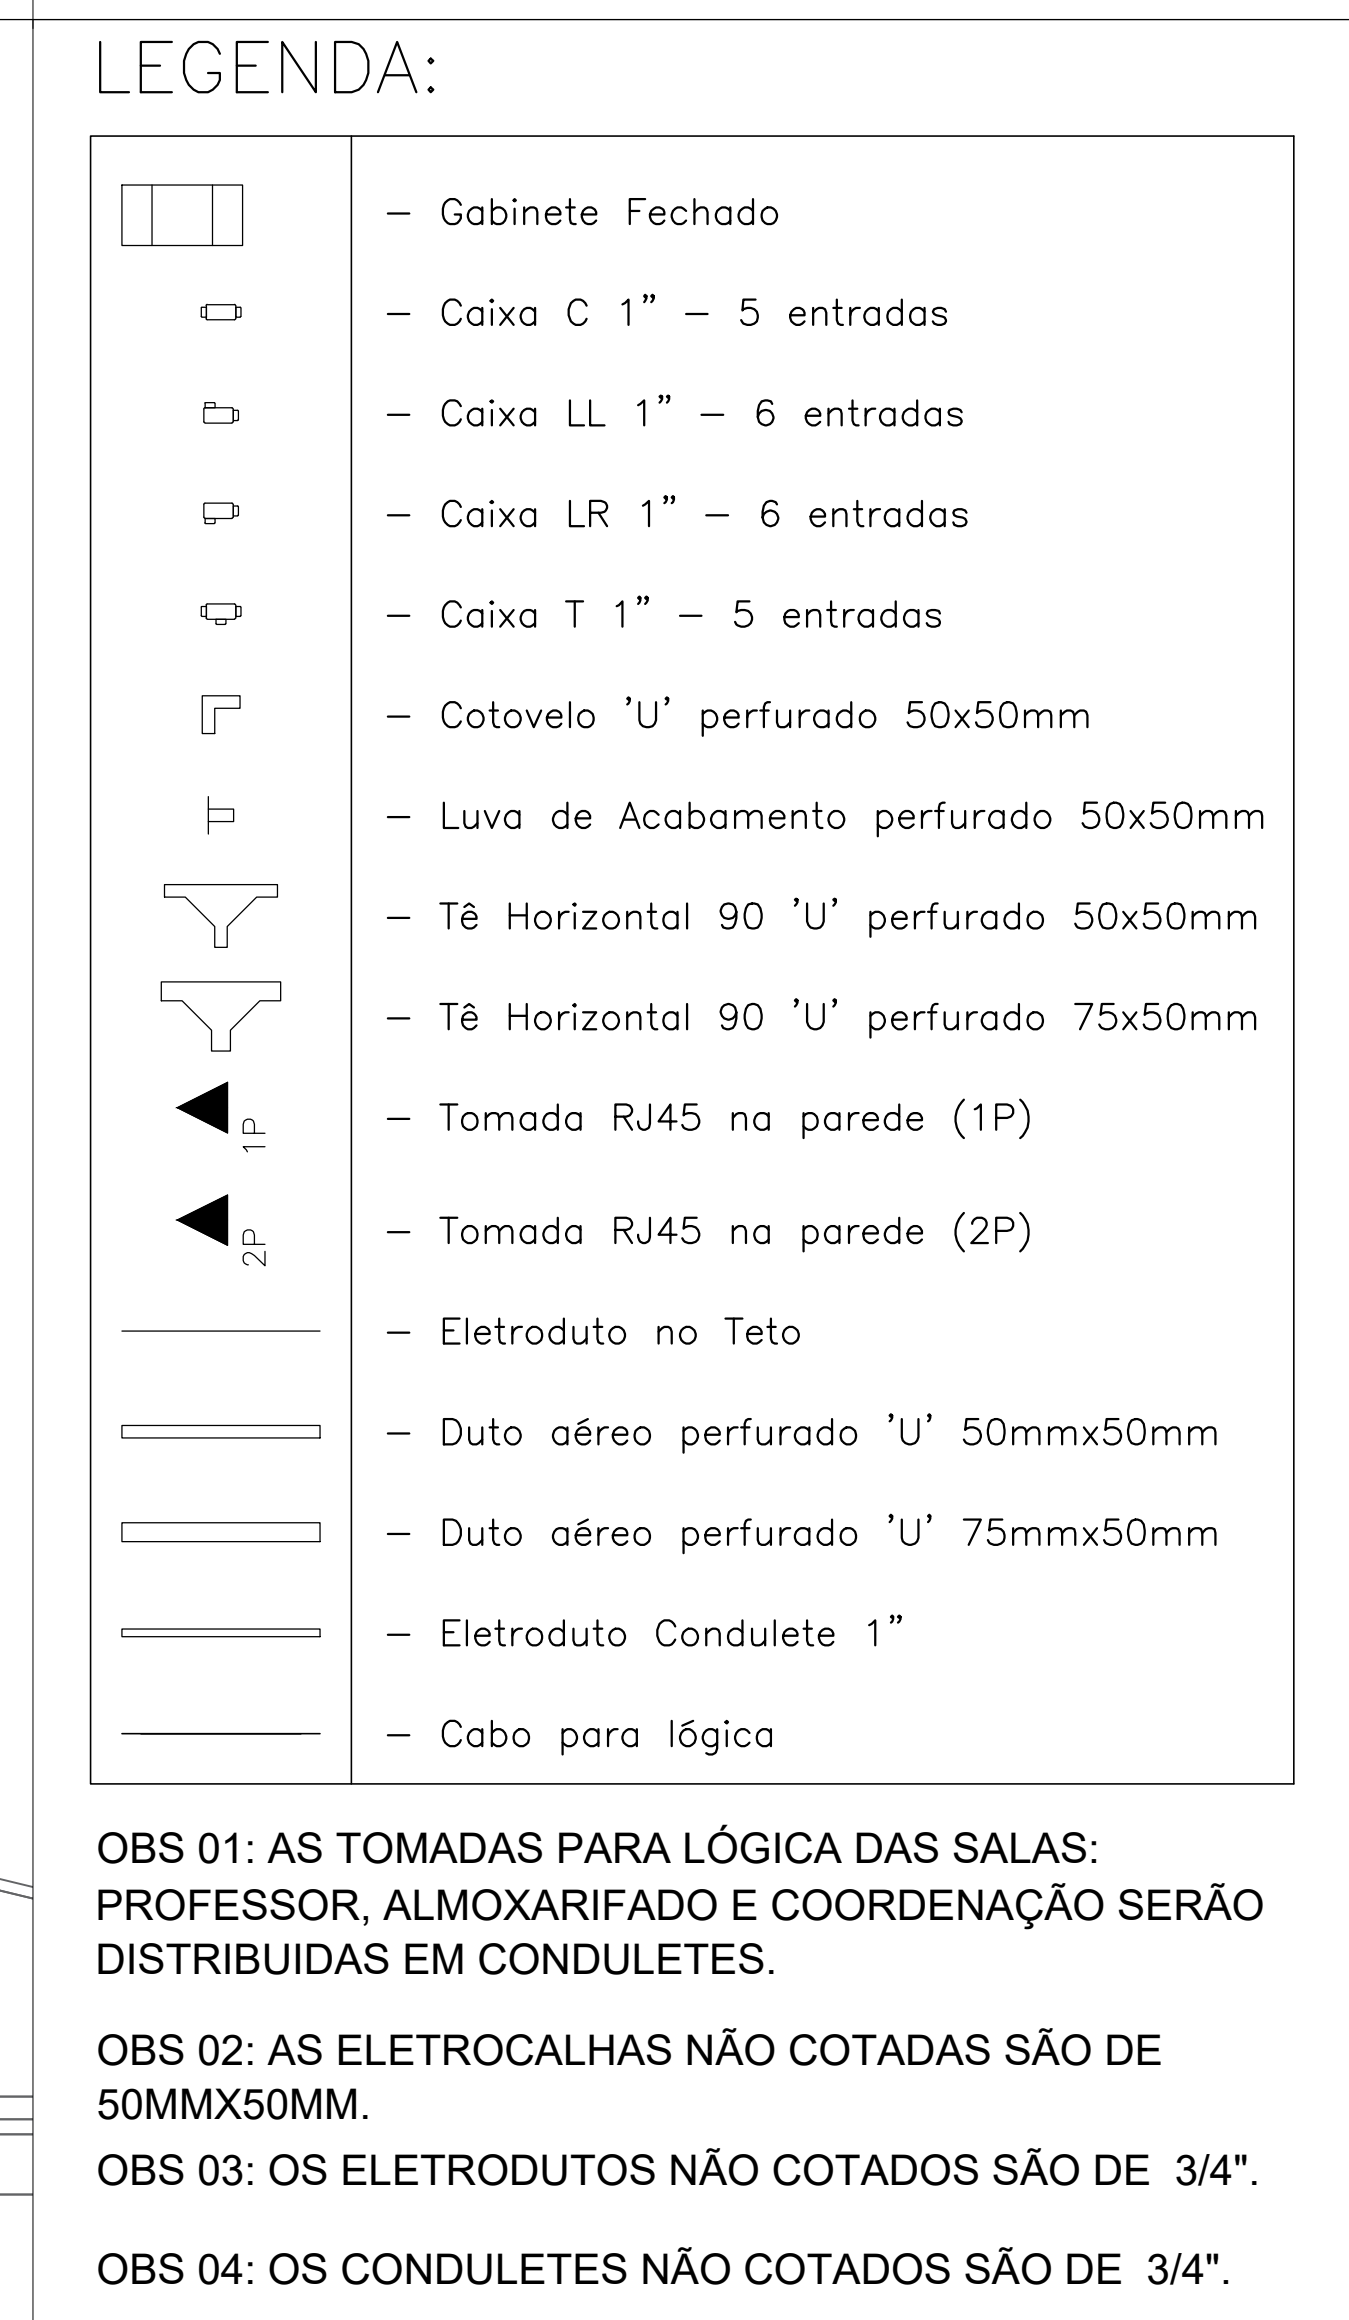 LEGENDA:
– Gabinete Fechado
– Caixa C 1” – 5 entradas
– Caixa LL 1” – 6 entradas
– Caixa LR 1” – 6 entradas
– Caixa T 1” – 5 entradas
– Cotovelo 'U' perfurado 50x50mm
– Luva de Acabamento perfurado 50x50mm
– Tê Horizontal 90 'U' perfurado 50x50mm
– Tê Horizontal 90 'U' perfurado 75x50mm
1P – Tomada RJ45 na parede (1P)
2P – Tomada RJ45 na parede (2P)
– Eletroduto no Teto
– Duto aéreo perfurado 'U' 50mmx50mm
– Duto aéreo perfurado 'U' 75mmx50mm
– Eletroduto Condulete 1”
– Cabo para lógica
OBS 01: AS TOMADAS PARA LÓGICA DAS SALAS:
PROFESSOR, ALMOXARIFADO E COORDENAÇÃO SERÃO
DISTRIBUIDAS EM CONDULETES.
OBS 02: AS ELETROCALHAS NÃO COTADAS SÃO DE
50MMX50MM.
OBS 03: OS ELETRODUTOS NÃO COTADOS SÃO DE 3/4".
OBS 04: OS CONDULETES NÃO COTADOS SÃO DE 3/4".